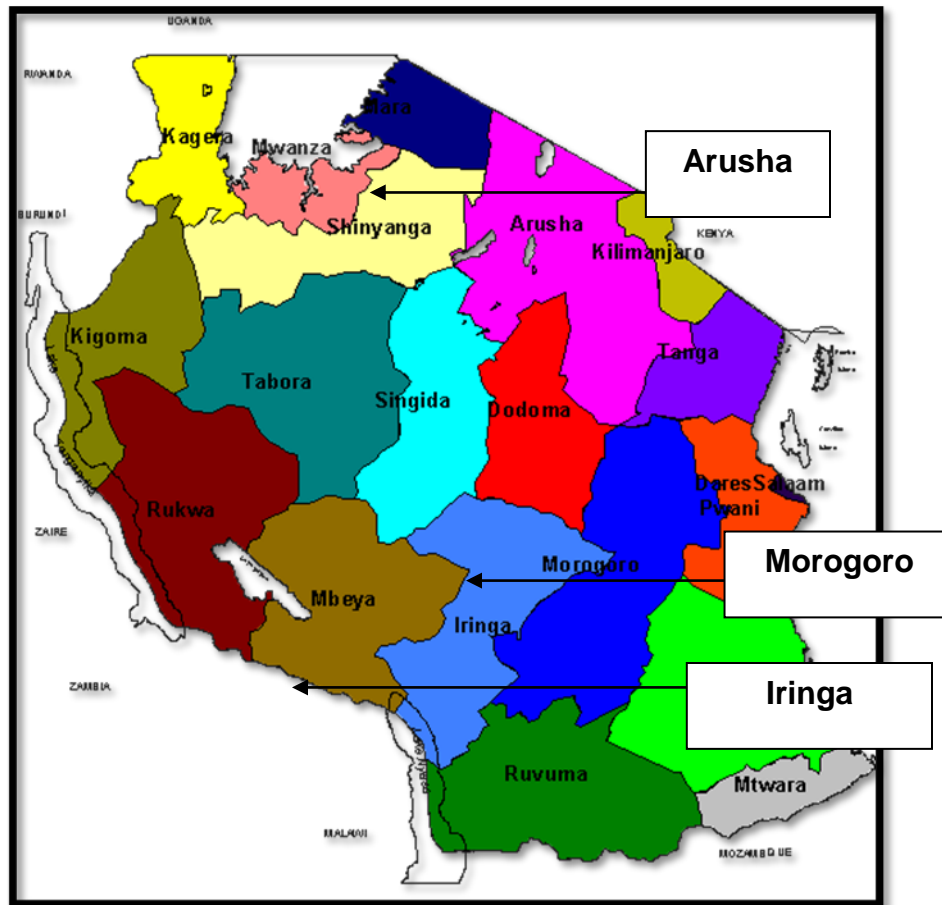 UGANDA
RWANDA
Mara
Kagera
Mwanza
Arusha
BURUNDI
Shinyanga
Arusha
KENYA
Kilimanjaro
Kigoma
Tanga
Tabora
Singida
Dodoma
DaresSalaam
Pwani
Rukwa
ZAIRE
Morogoro
Morogoro
Mbeya
Iringa
ZAMBIA
Iringa
Ruvuma
Mtwara
MALAWI
MOZAMBIQUE